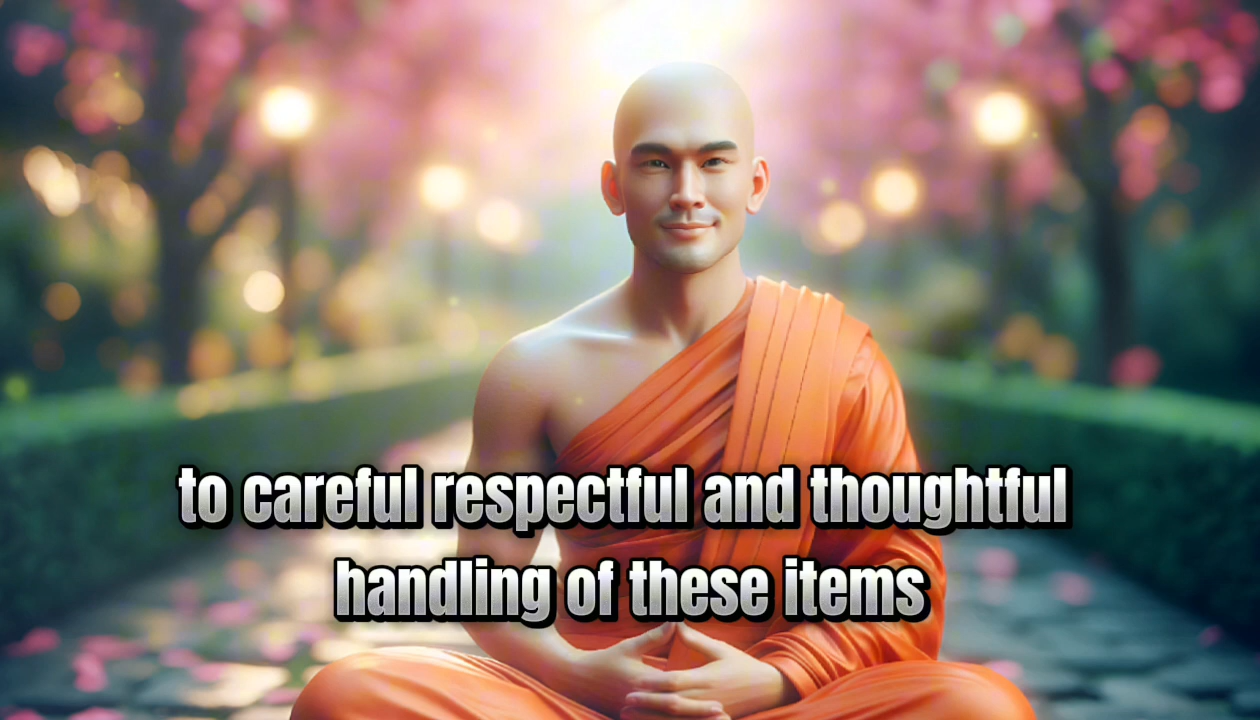 to careful respectful and thoughtful
handling of these items